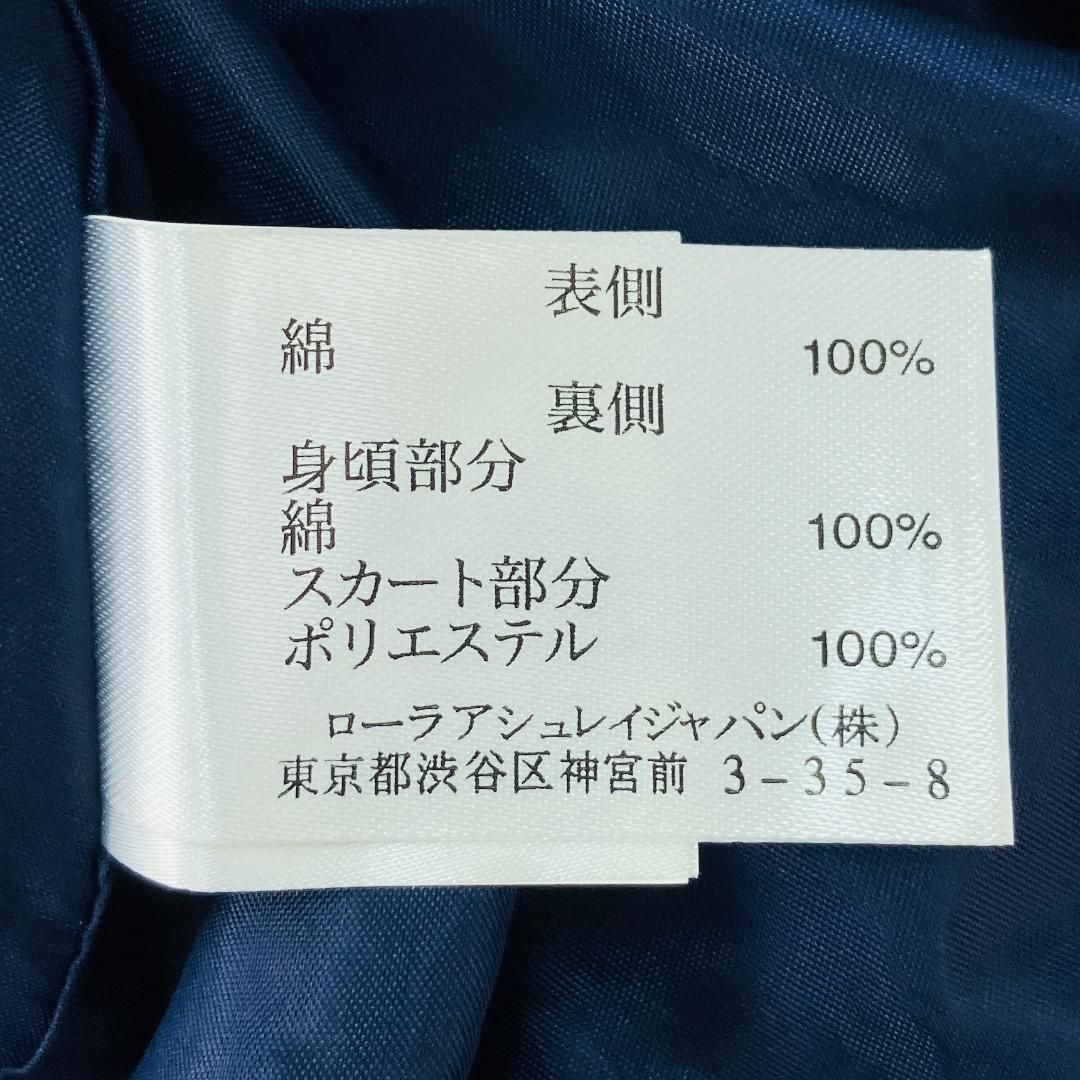 表側
綿 100%
裏側
身頃部分
綿 100%
スカート部分
ポリエステル 100%
ローラアシュレイジャパン(株)
東京都渋谷区神宮前 3-35-8